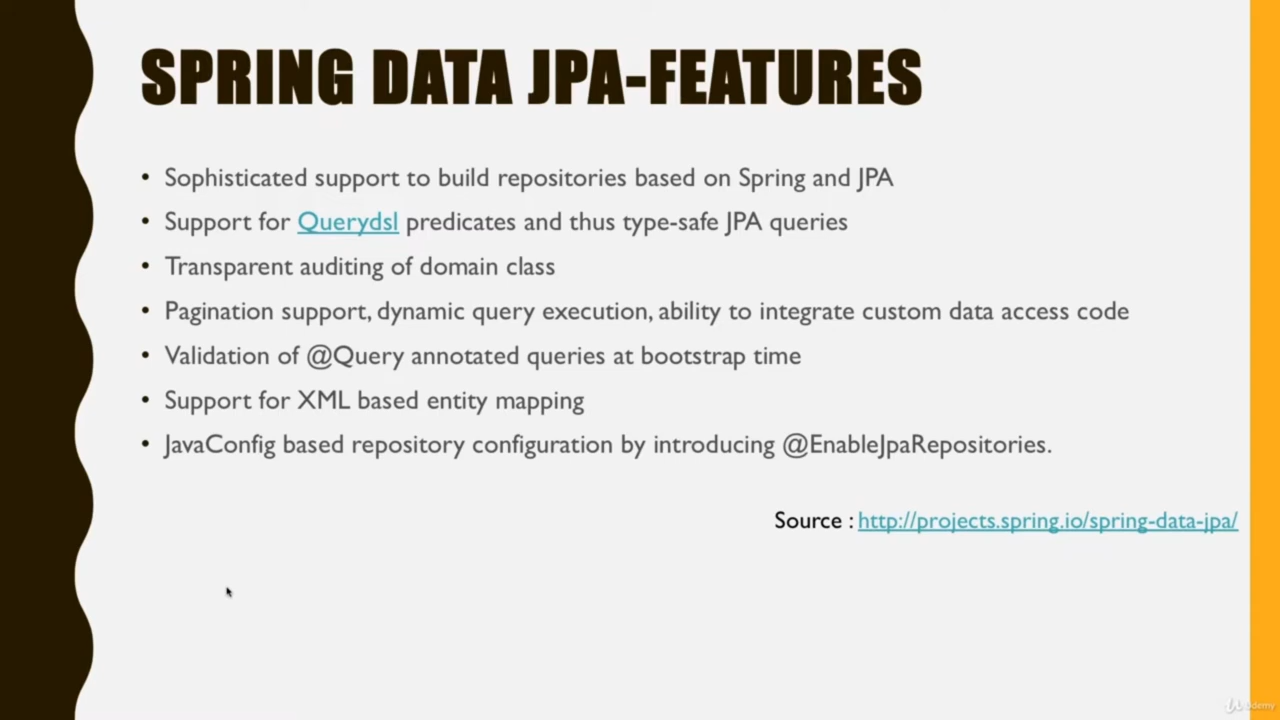 SPRING DATA JPA-FEATURES
• Sophisticated support to build repositories based on Spring and JPA
• Support for Querydsl predicates and thus type-safe JPA queries
• Transparent auditing of domain class
• Pagination support, dynamic query execution, ability to integrate custom data access code
• Validation of @Query annotated queries at bootstrap time
• Support for XML based entity mapping
• JavaConfig based repository configuration by introducing @EnableJpaRepositories.
Source : http://projects.spring.io/spring-data-jpa/
Udemy